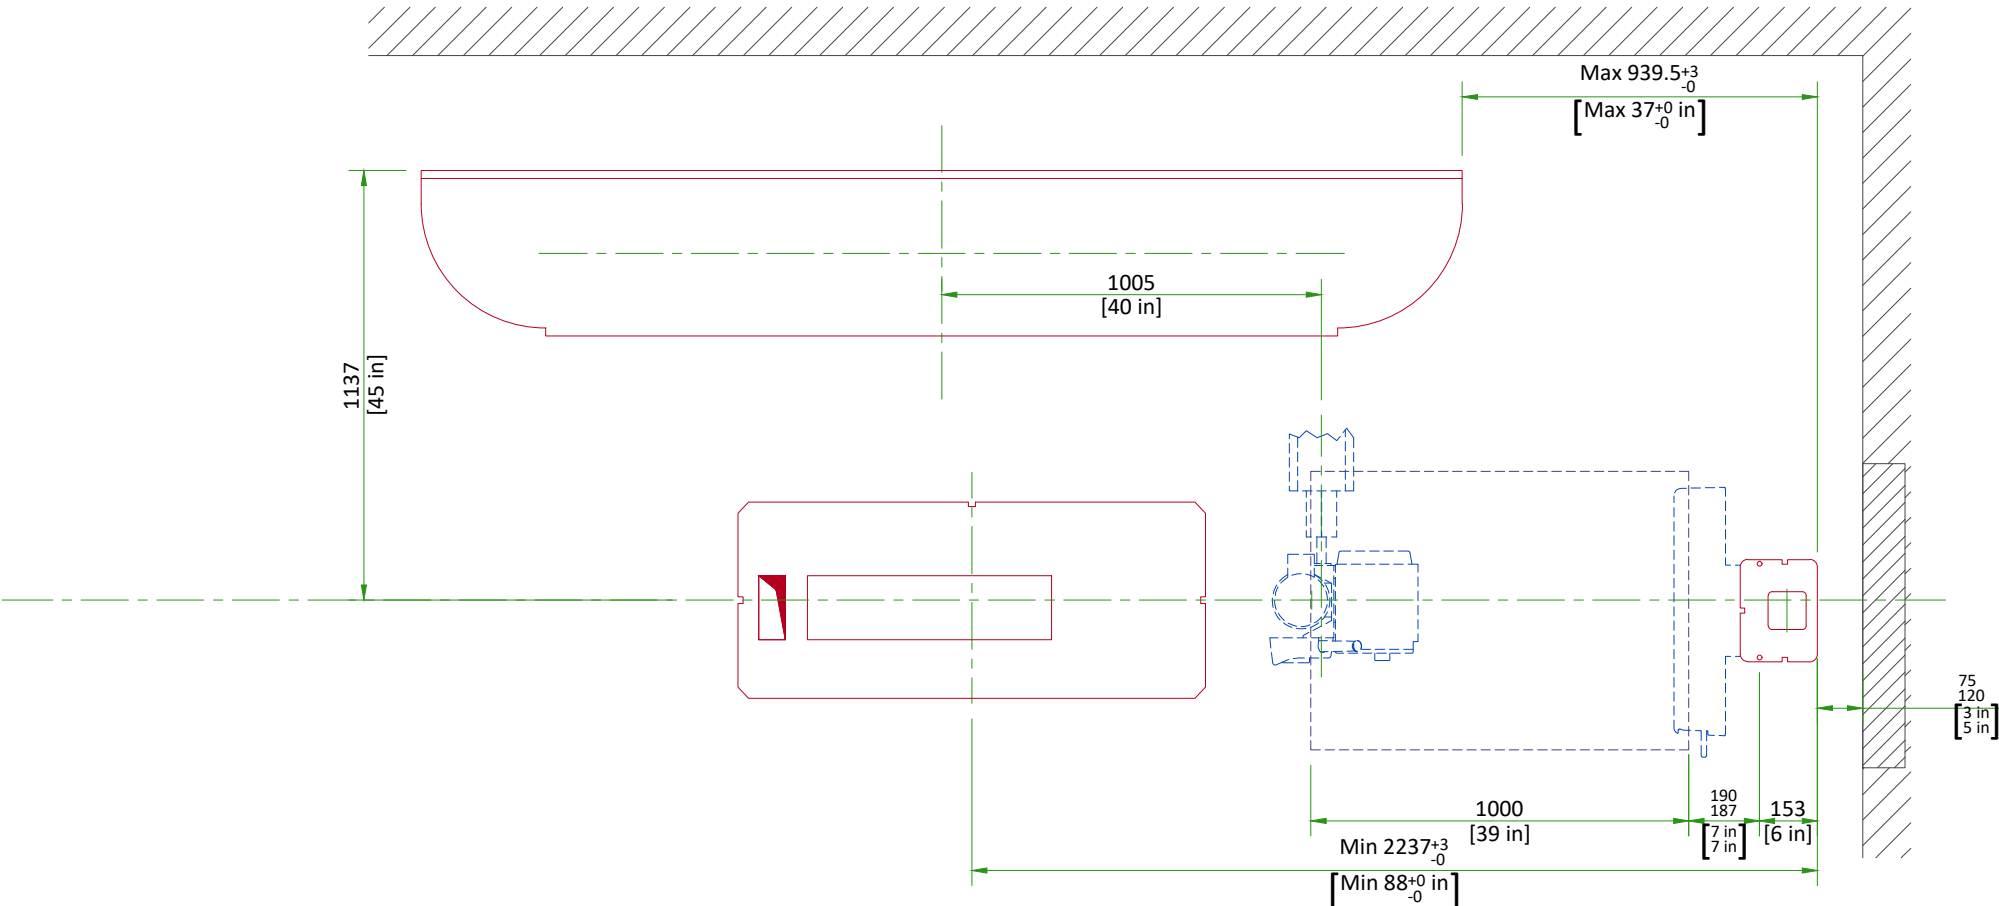 Max 939.5+3
-0
[Max 37+0 in]
-0
1005
[40 in]
1137
[45 in]
75
120
[3 in
5 in]
1000
[39 in]
190
187
[7 in
7 in]
153
[6 in]
Min 2237+3
-0
[Min 88+0 in]
-0